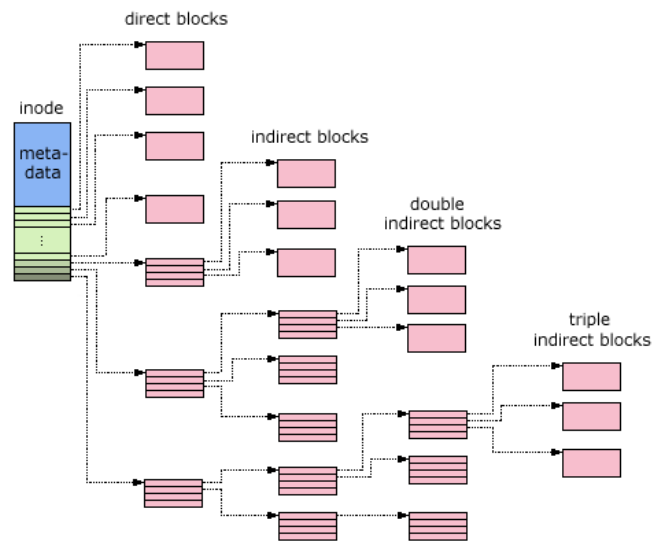 direct blocks
inode
meta-
data
indirect blocks
double
indirect blocks
triple
indirect blocks